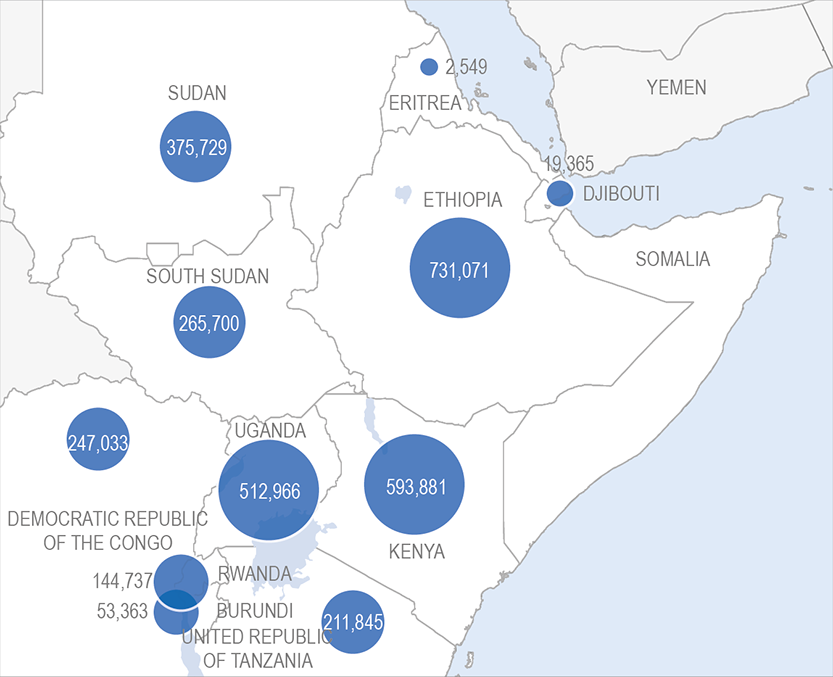 2,549
YEMEN
SUDAN
ERITREA
375,729
19,365
ETHIOPIA
DJIBOUTI
SOMALIA
731,071
SOUTH SUDAN
265,700
UGANDA
247,033
593,881
512,966
DEMOCRATIC REPUBLIC
OF THE CONGO
KENYA
RWANDA
144,737
53,363
BURUNDI
211,845
UNITED REPUBLIC
OF TANZANIA